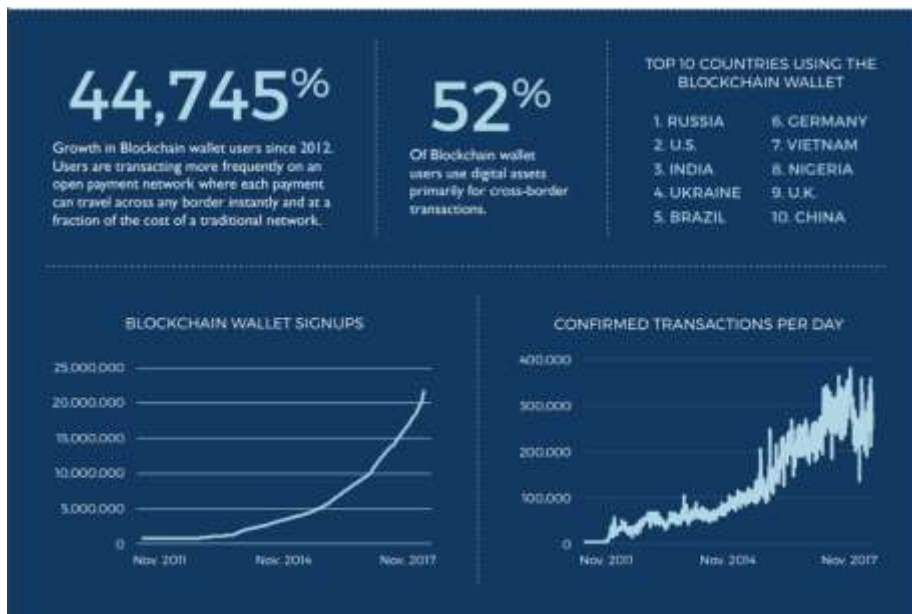 44,745%
Growth in Blockchain wallet users since 2012.
Users are transacting more frequently on an
open payment network where each payment
can travel across any border instantly and at a
fraction of the cost of a traditional network.
52%
Of Blockchain wallet
users use digital assets
primarily for cross-border
transactions.
TOP 10 COUNTRIES USING THE
BLOCKCHAIN WALLET
1. RUSSIA
2. U.S.
3. INDIA
4. UKRAINE
5. BRAZIL
6. GERMANY
7. VIETNAM
8. NIGERIA
9. U.K.
10. CHINA
BLOCKCHAIN WALLET SIGNUPS
25,000,000
20,000,000
15,000,000
10,000,000
5,000,000
0
Nov. 2011 Nov. 2014 Nov. 2017
CONFIRMED TRANSACTIONS PER DAY
400,000
300,000
200,000
100,000
0
Nov. 2011 Nov. 2014 Nov. 2017